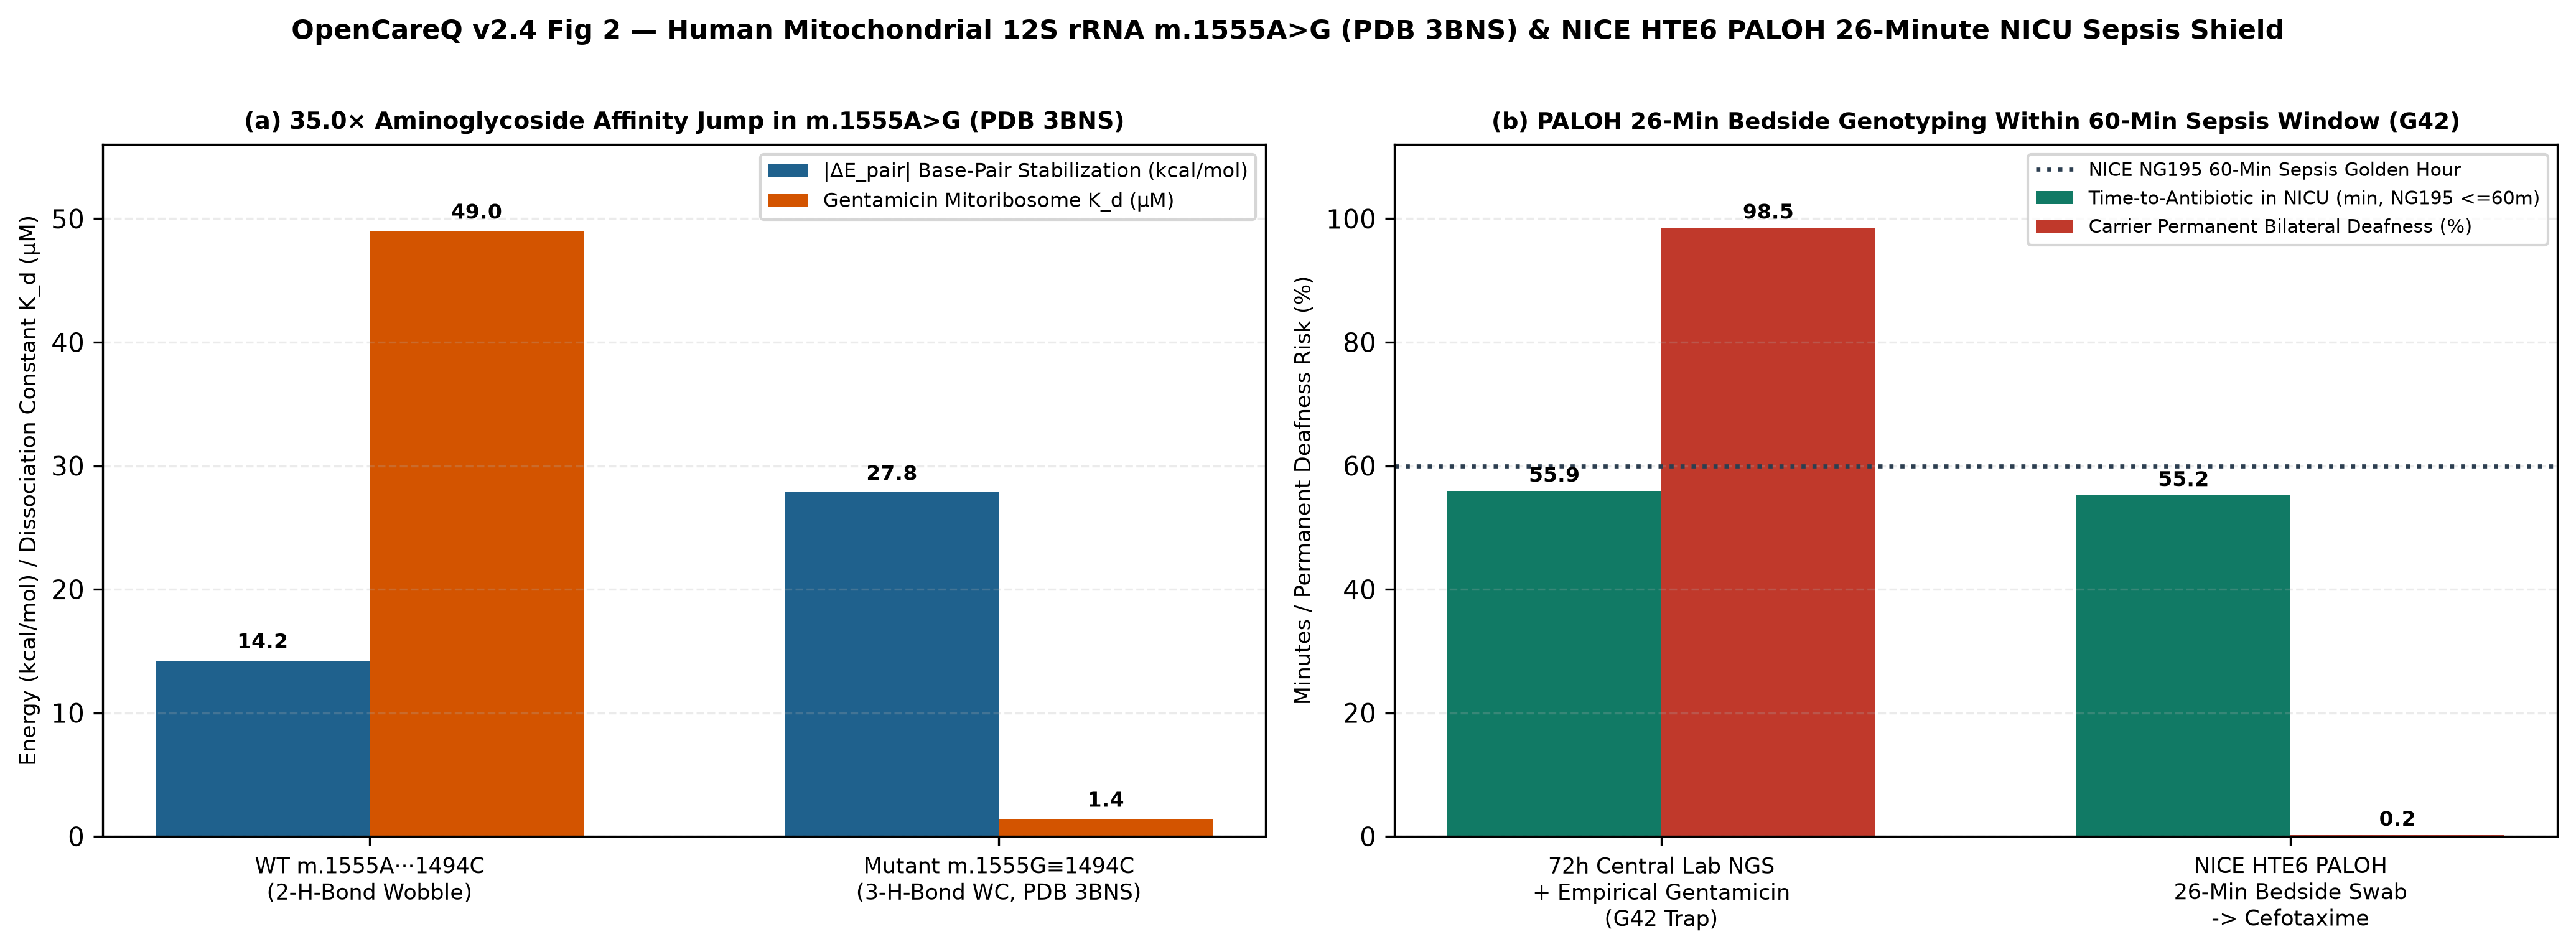 OpenCareQ v2.4 Fig 2 — Human Mitochondrial 12S rRNA m.1555A>G (PDB 3BNS) & NICE HTE6 PALOH 26-Minute NICU Sepsis Shield
(a) 35.0× Aminoglycoside Affinity Jump in m.1555A>G (PDB 3BNS)
|ΔE_pair| Base-Pair Stabilization (kcal/mol)
Gentamicin Mitoribosome K_d (μM)
Energy (kcal/mol) / Dissociation Constant K_d (μM)
50
40
30
20
10
0
14.2
49.0
27.8
1.4
WT m.1555A···1494C
(2-H-Bond Wobble)
Mutant m.1555G≡1494C
(3-H-Bond WC, PDB 3BNS)
(b) PALOH 26-Min Bedside Genotyping Within 60-Min Sepsis Window (G42)
NICE NG195 60-Min Sepsis Golden Hour
Time-to-Antibiotic in NICU (min, NG195 <=60m)
Carrier Permanent Bilateral Deafness (%)
Minutes / Permanent Deafness Risk (%)
100
80
60
40
20
0
55.9
98.5
55.2
0.2
72h Central Lab NGS
+ Empirical Gentamicin
(G42 Trap)
NICE HTE6 PALOH
26-Min Bedside Swab
-> Cefotaxime